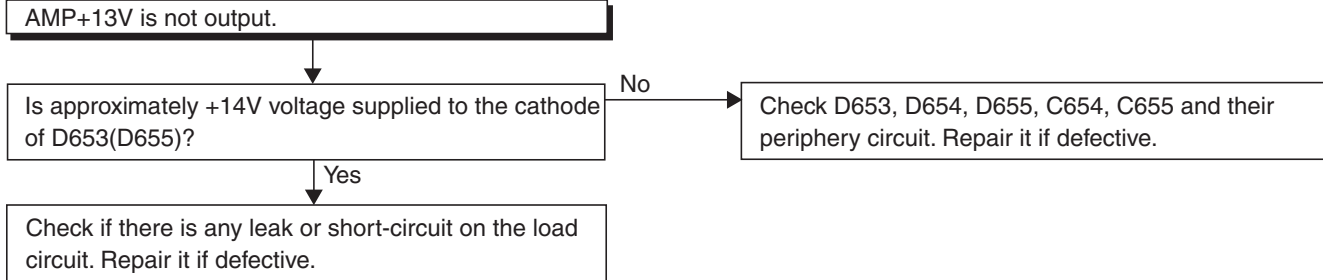 AMP+13V is not output.
Is approximately +14V voltage supplied to the cathode
of D653(D655)?
No
Check D653, D654, D655, C654, C655 and their
periphery circuit. Repair it if defective.
Yes
Check if there is any leak or short-circuit on the load
circuit. Repair it if defective.